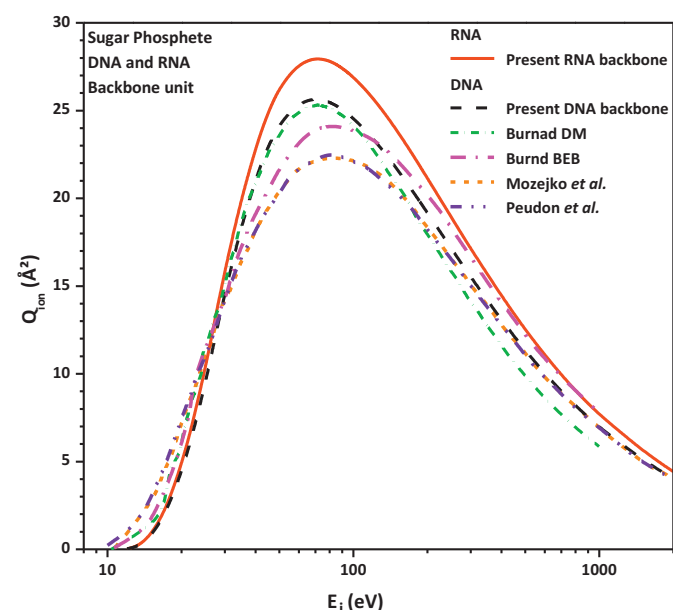 Sugar Phosphete
DNA and RNA
Backbone unit
RNA
Present RNA backbone
DNA
Present DNA backbone
Burnad DM
Burnd BEB
Mozejko et al.
Peudon et al.
30
25
20
15
10
5
0
Q_ion (Å²)
10
100
1000
E_i (eV)